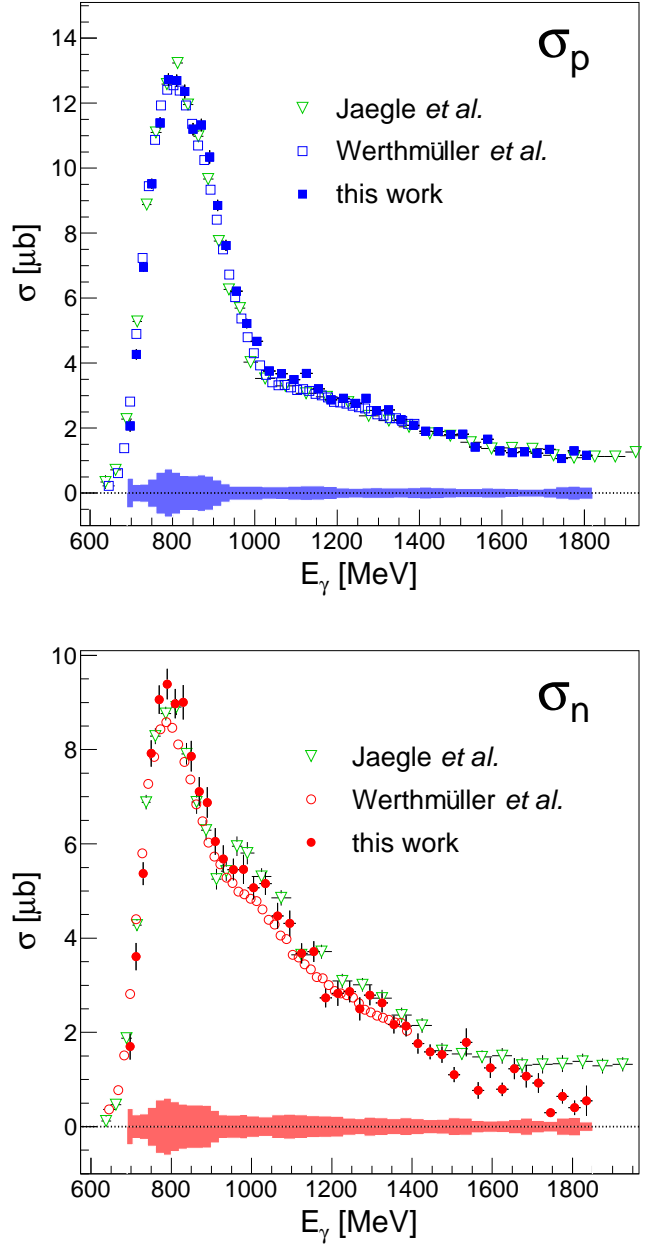 σp
Jaegle et al.
Werthmüller et al.
this work
σ [μb]
14
12
10
8
6
4
2
0
600 800 1000 1200 1400 1600 1800
Eγ [MeV]
σn
Jaegle et al.
Werthmüller et al.
this work
σ [μb]
10
8
6
4
2
0
600 800 1000 1200 1400 1600 1800
Eγ [MeV]